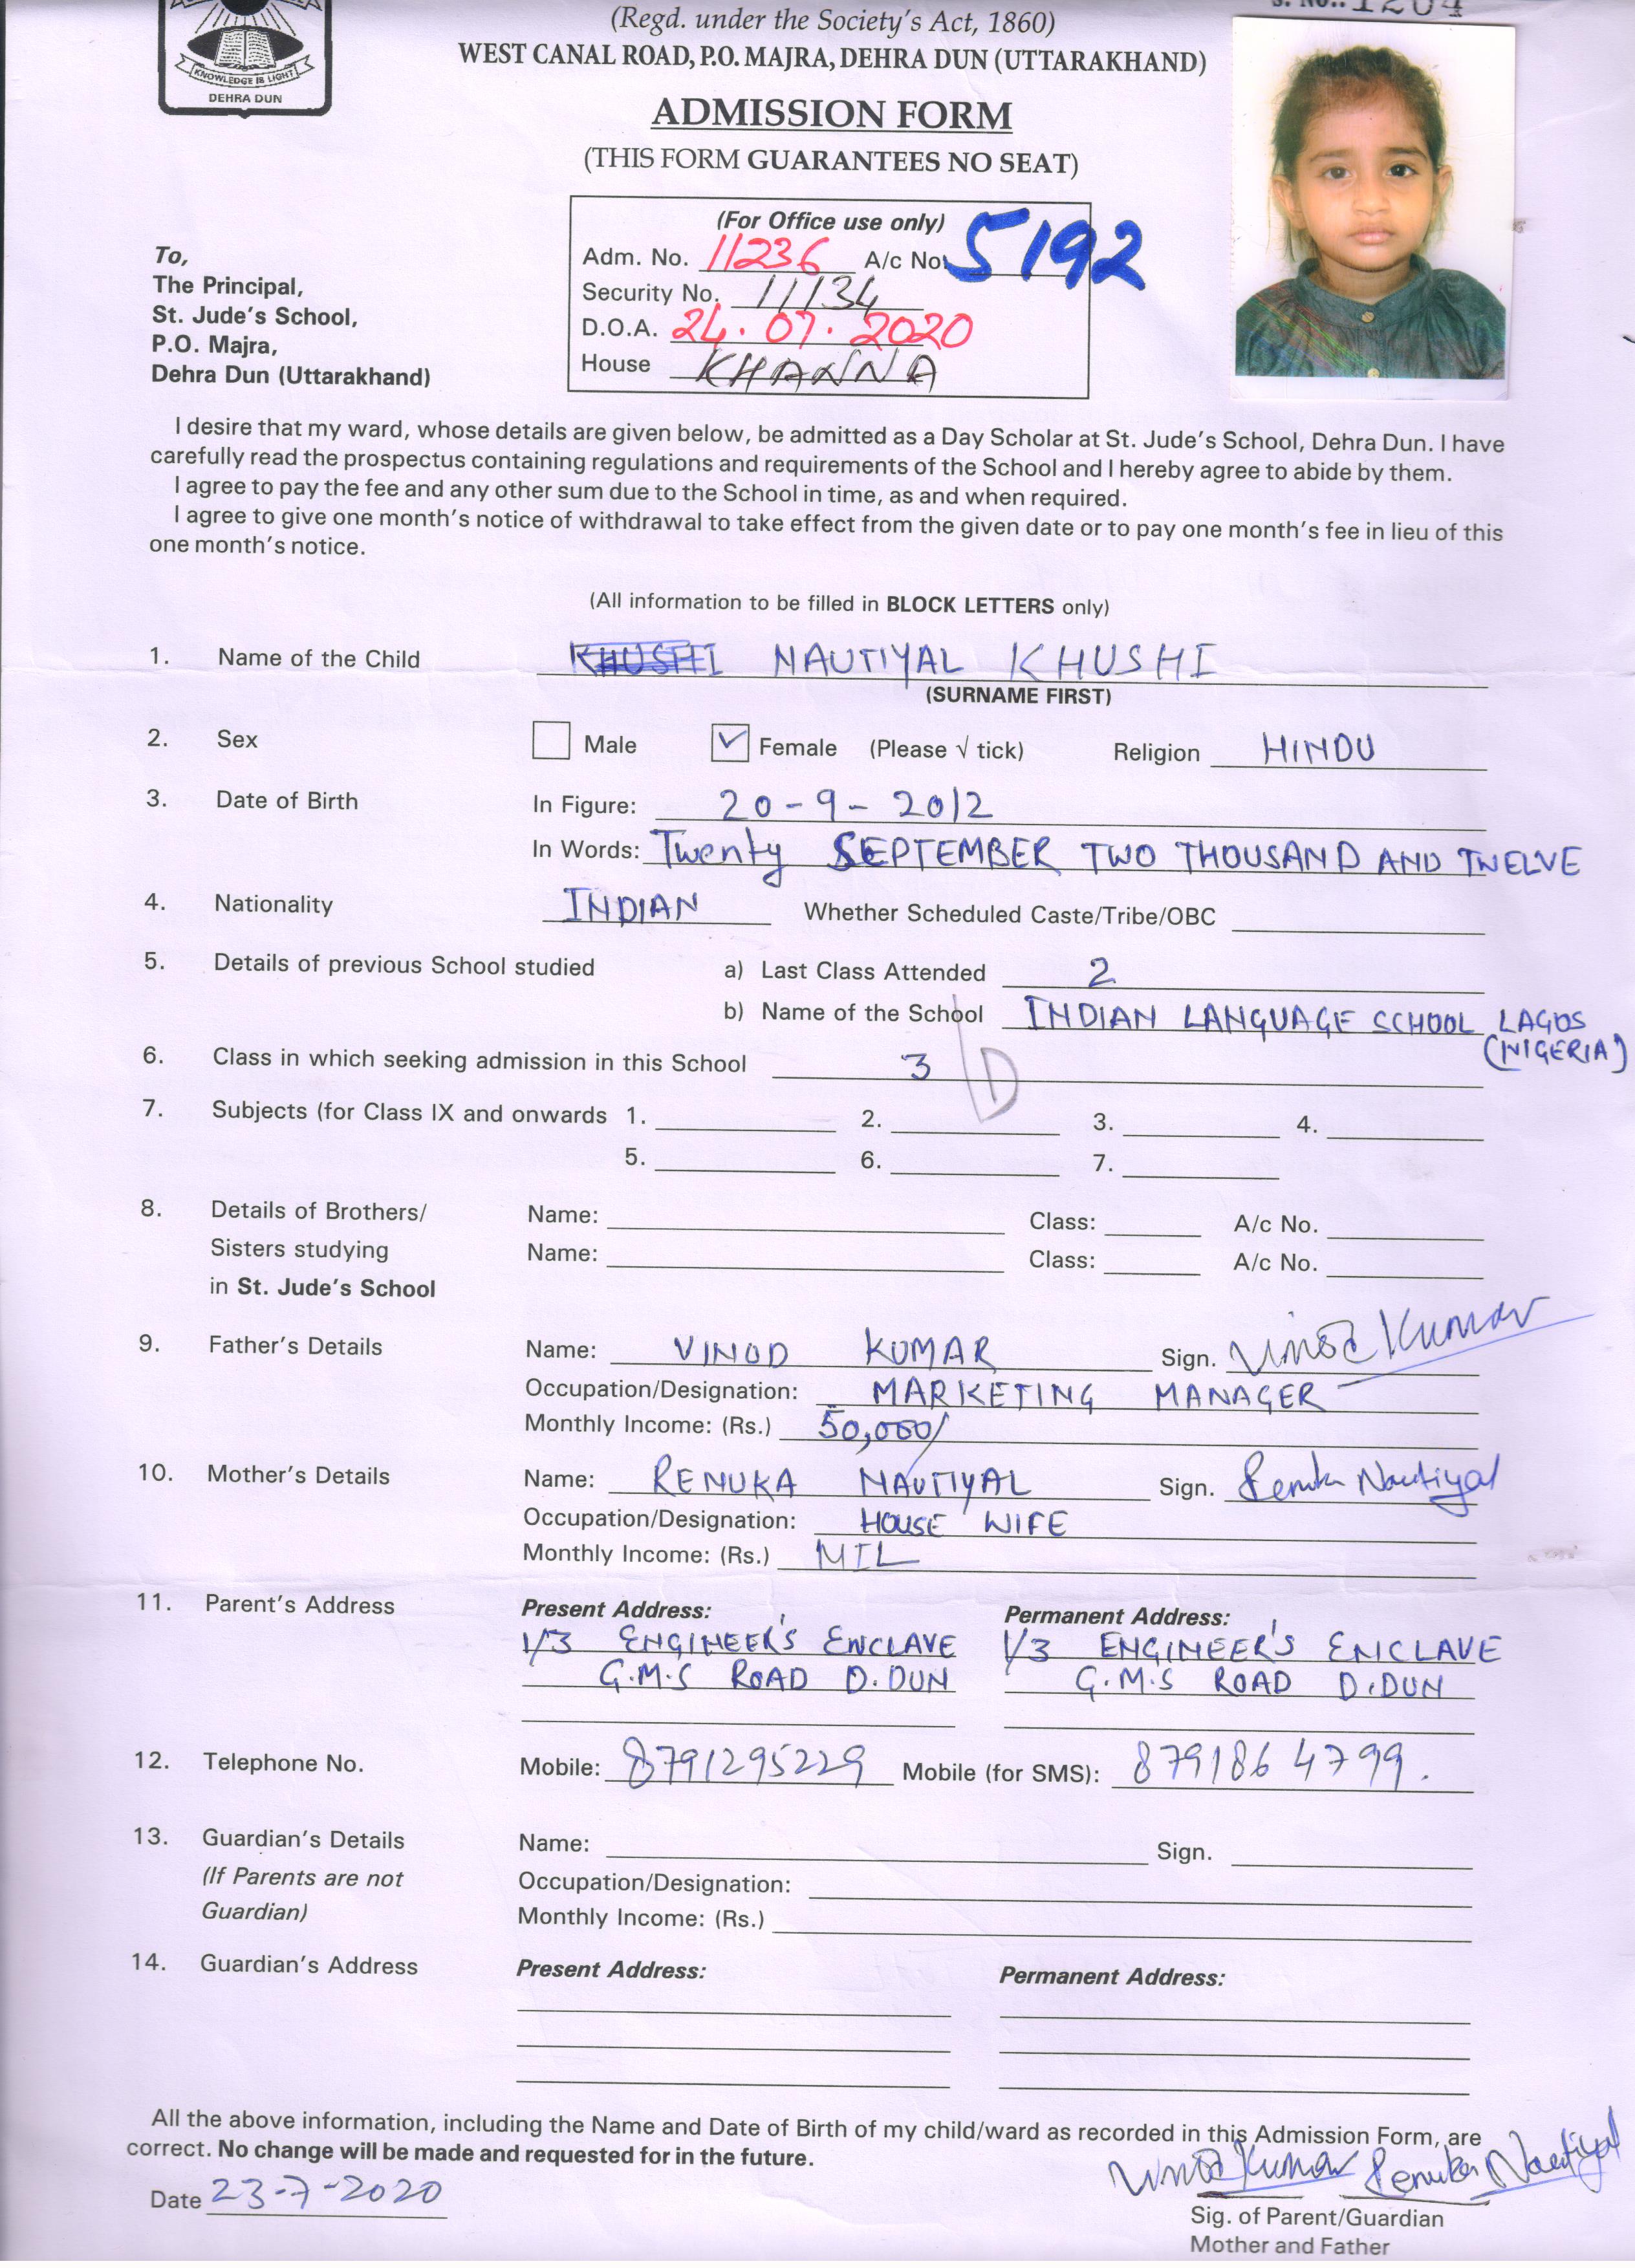 KNOWLEDGE IS LIGHT
DEHRA DUN
(Regd. under the Society's Act, 1860)
WEST CANAL ROAD, P.O. MAJRA, DEHRA DUN (UTTARAKHAND)
ADMISSION FORM
(THIS FORM GUARANTEES NO SEAT)
S. No.: 1204
(For Office use only)
Adm. No. 11236 A/c No. 5192
Security No. 11134
D.O.A. 24.07.2020
House KHANNA
To,
The Principal,
St. Jude's School,
P.O. Majra,
Dehra Dun (Uttarakhand)
I desire that my ward, whose details are given below, be admitted as a Day Scholar at St. Jude's School, Dehra Dun. I have
carefully read the prospectus containing regulations and requirements of the School and I hereby agree to abide by them.
I agree to pay the fee and any other sum due to the School in time, as and when required.
I agree to give one month's notice of withdrawal to take effect from the given date or to pay one month's fee in lieu of this
one month's notice.
(All information to be filled in BLOCK LETTERS only)
1. Name of the Child KHUSHI NAUTIYAL KHUSHI
(SURNAME FIRST)
2. Sex Male ✓ Female (Please √ tick) Religion HINDU
3. Date of Birth In Figure: 20-9-2012
In Words: Twenty SEPTEMBER TWO THOUSAND AND TWELVE
4. Nationality INDIAN Whether Scheduled Caste/Tribe/OBC
5. Details of previous School studied a) Last Class Attended 2
b) Name of the School INDIAN LANGUAGE SCHOOL LAGOS
(NIGERIA)
6. Class in which seeking admission in this School 3 D
7. Subjects (for Class IX and onwards 1. 2. 3. 4.
5. 6. 7.
8. Details of Brothers/ Name: Class: A/c No.
Sisters studying Name: Class: A/c No.
in St. Jude's School
9. Father's Details Name: VINOD KUMAR Sign. Vinod Kumar
Occupation/Designation: MARKETING MANAGER
Monthly Income: (Rs.) 50,000/
10. Mother's Details Name: RENUKA NAUTIYAL Sign. Renuka Nautiyal
Occupation/Designation: HOUSE WIFE
Monthly Income: (Rs.) NIL
11. Parent's Address Present Address: Permanent Address:
1/3 ENGINEER'S ENCLAVE 1/3 ENGINEER'S ENCLAVE
G.M.S ROAD D.DUN G.M.S ROAD D.DUN
12. Telephone No. Mobile: 8791295229 Mobile (for SMS): 8791864799.
13. Guardian's Details Name: Sign.
(If Parents are not Occupation/Designation:
Guardian) Monthly Income: (Rs.)
14. Guardian's Address Present Address: Permanent Address:
All the above information, including the Name and Date of Birth of my child/ward as recorded in this Admission Form, are
correct. No change will be made and requested for in the future.
Vinod Kumar Renuka Nautiyal
Date 23-7-2020
Sig. of Parent/Guardian
Mother and Father